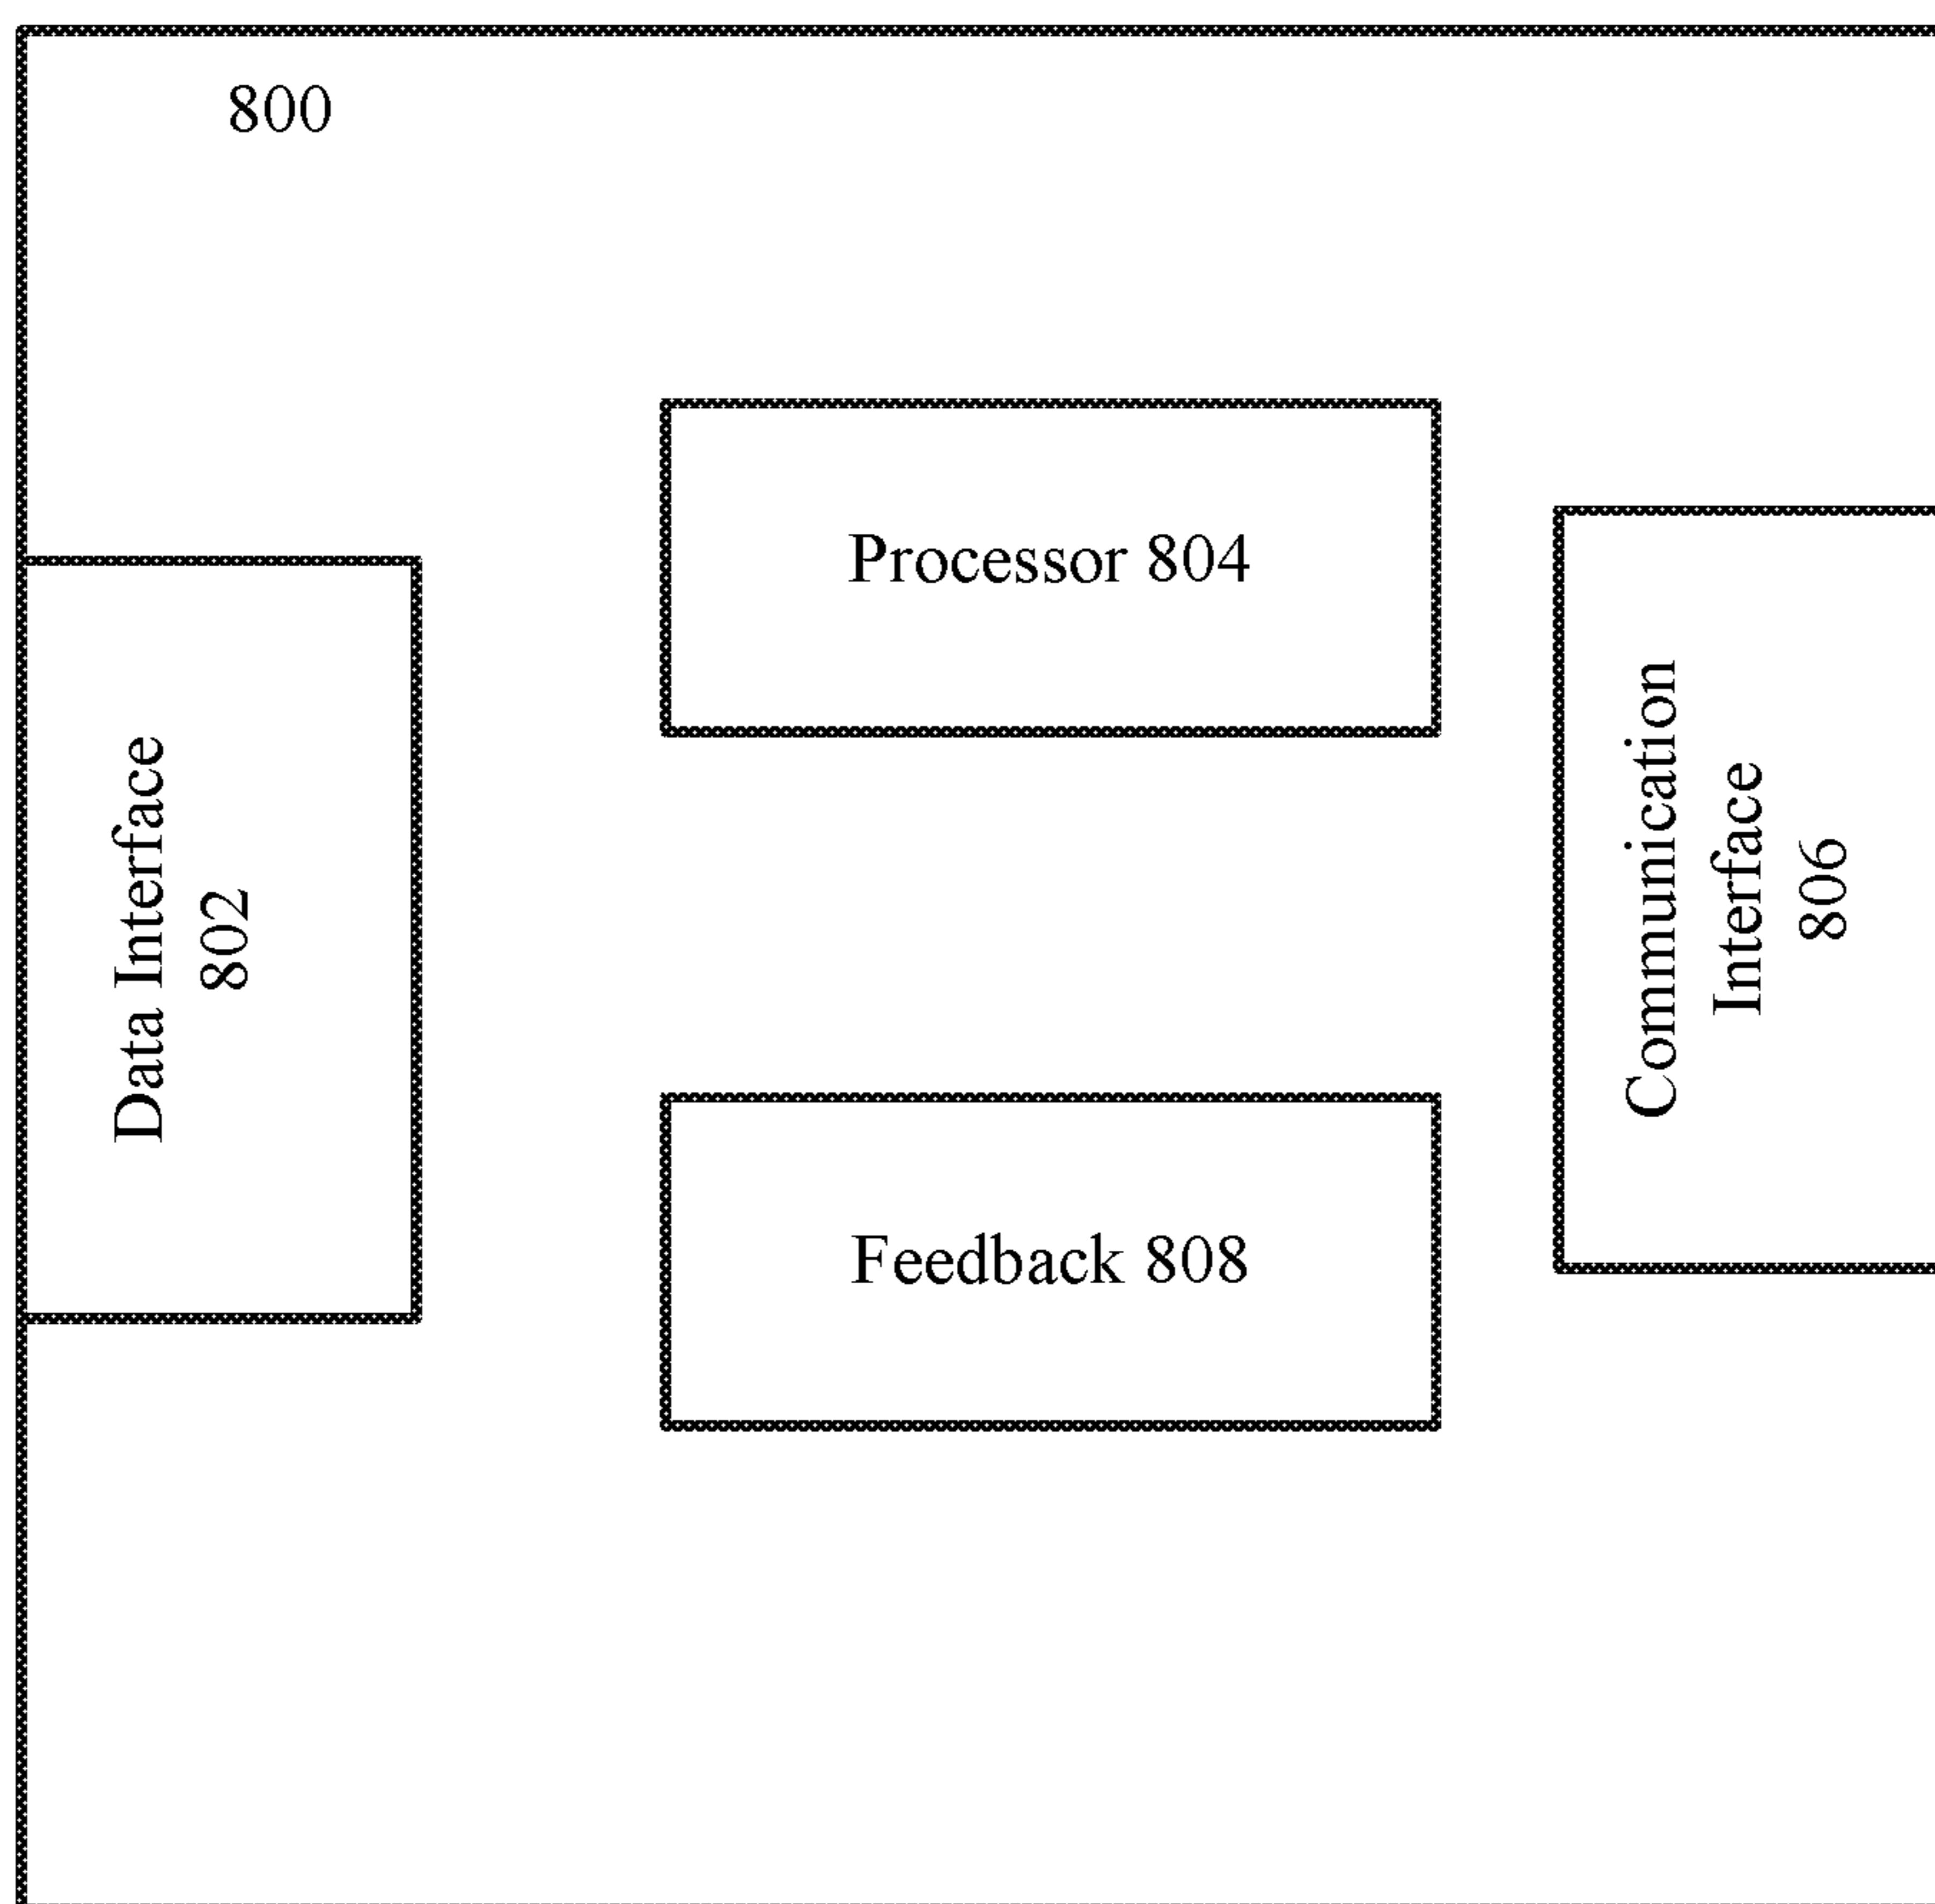 800
Data Interface
802
Processor 804
Feedback 808
Communication
Interface
806